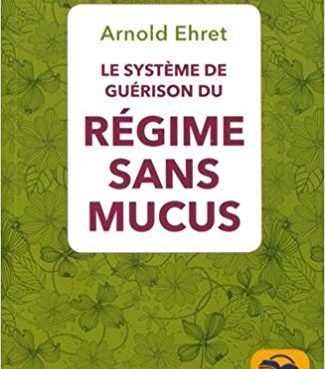 Arnold Ehret
LE SYSTÈME DE
GUÉRISON DU
RÉGIME
SANS
MUCUS